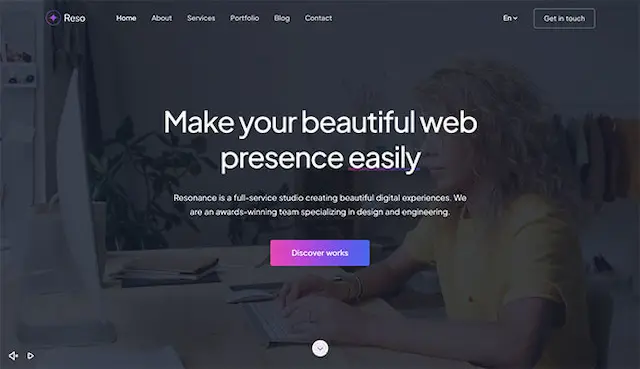 Reso
Home About Services Portfolio Blog Contact
En
Get in touch
Make your beautiful web
presence easily
Resonance is a full-service studio creating beautiful digital experiences. We
are an awards-winning team specializing in design and engineering.
Discover works